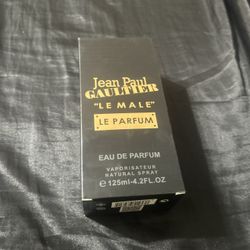 Jean Paul
GAULTIER
"LE MALE"
LE PARFUM
EAU DE PARFUM
VAPORISATEUR
NATURAL SPRAY
℮125ml-4.2FL.OZ